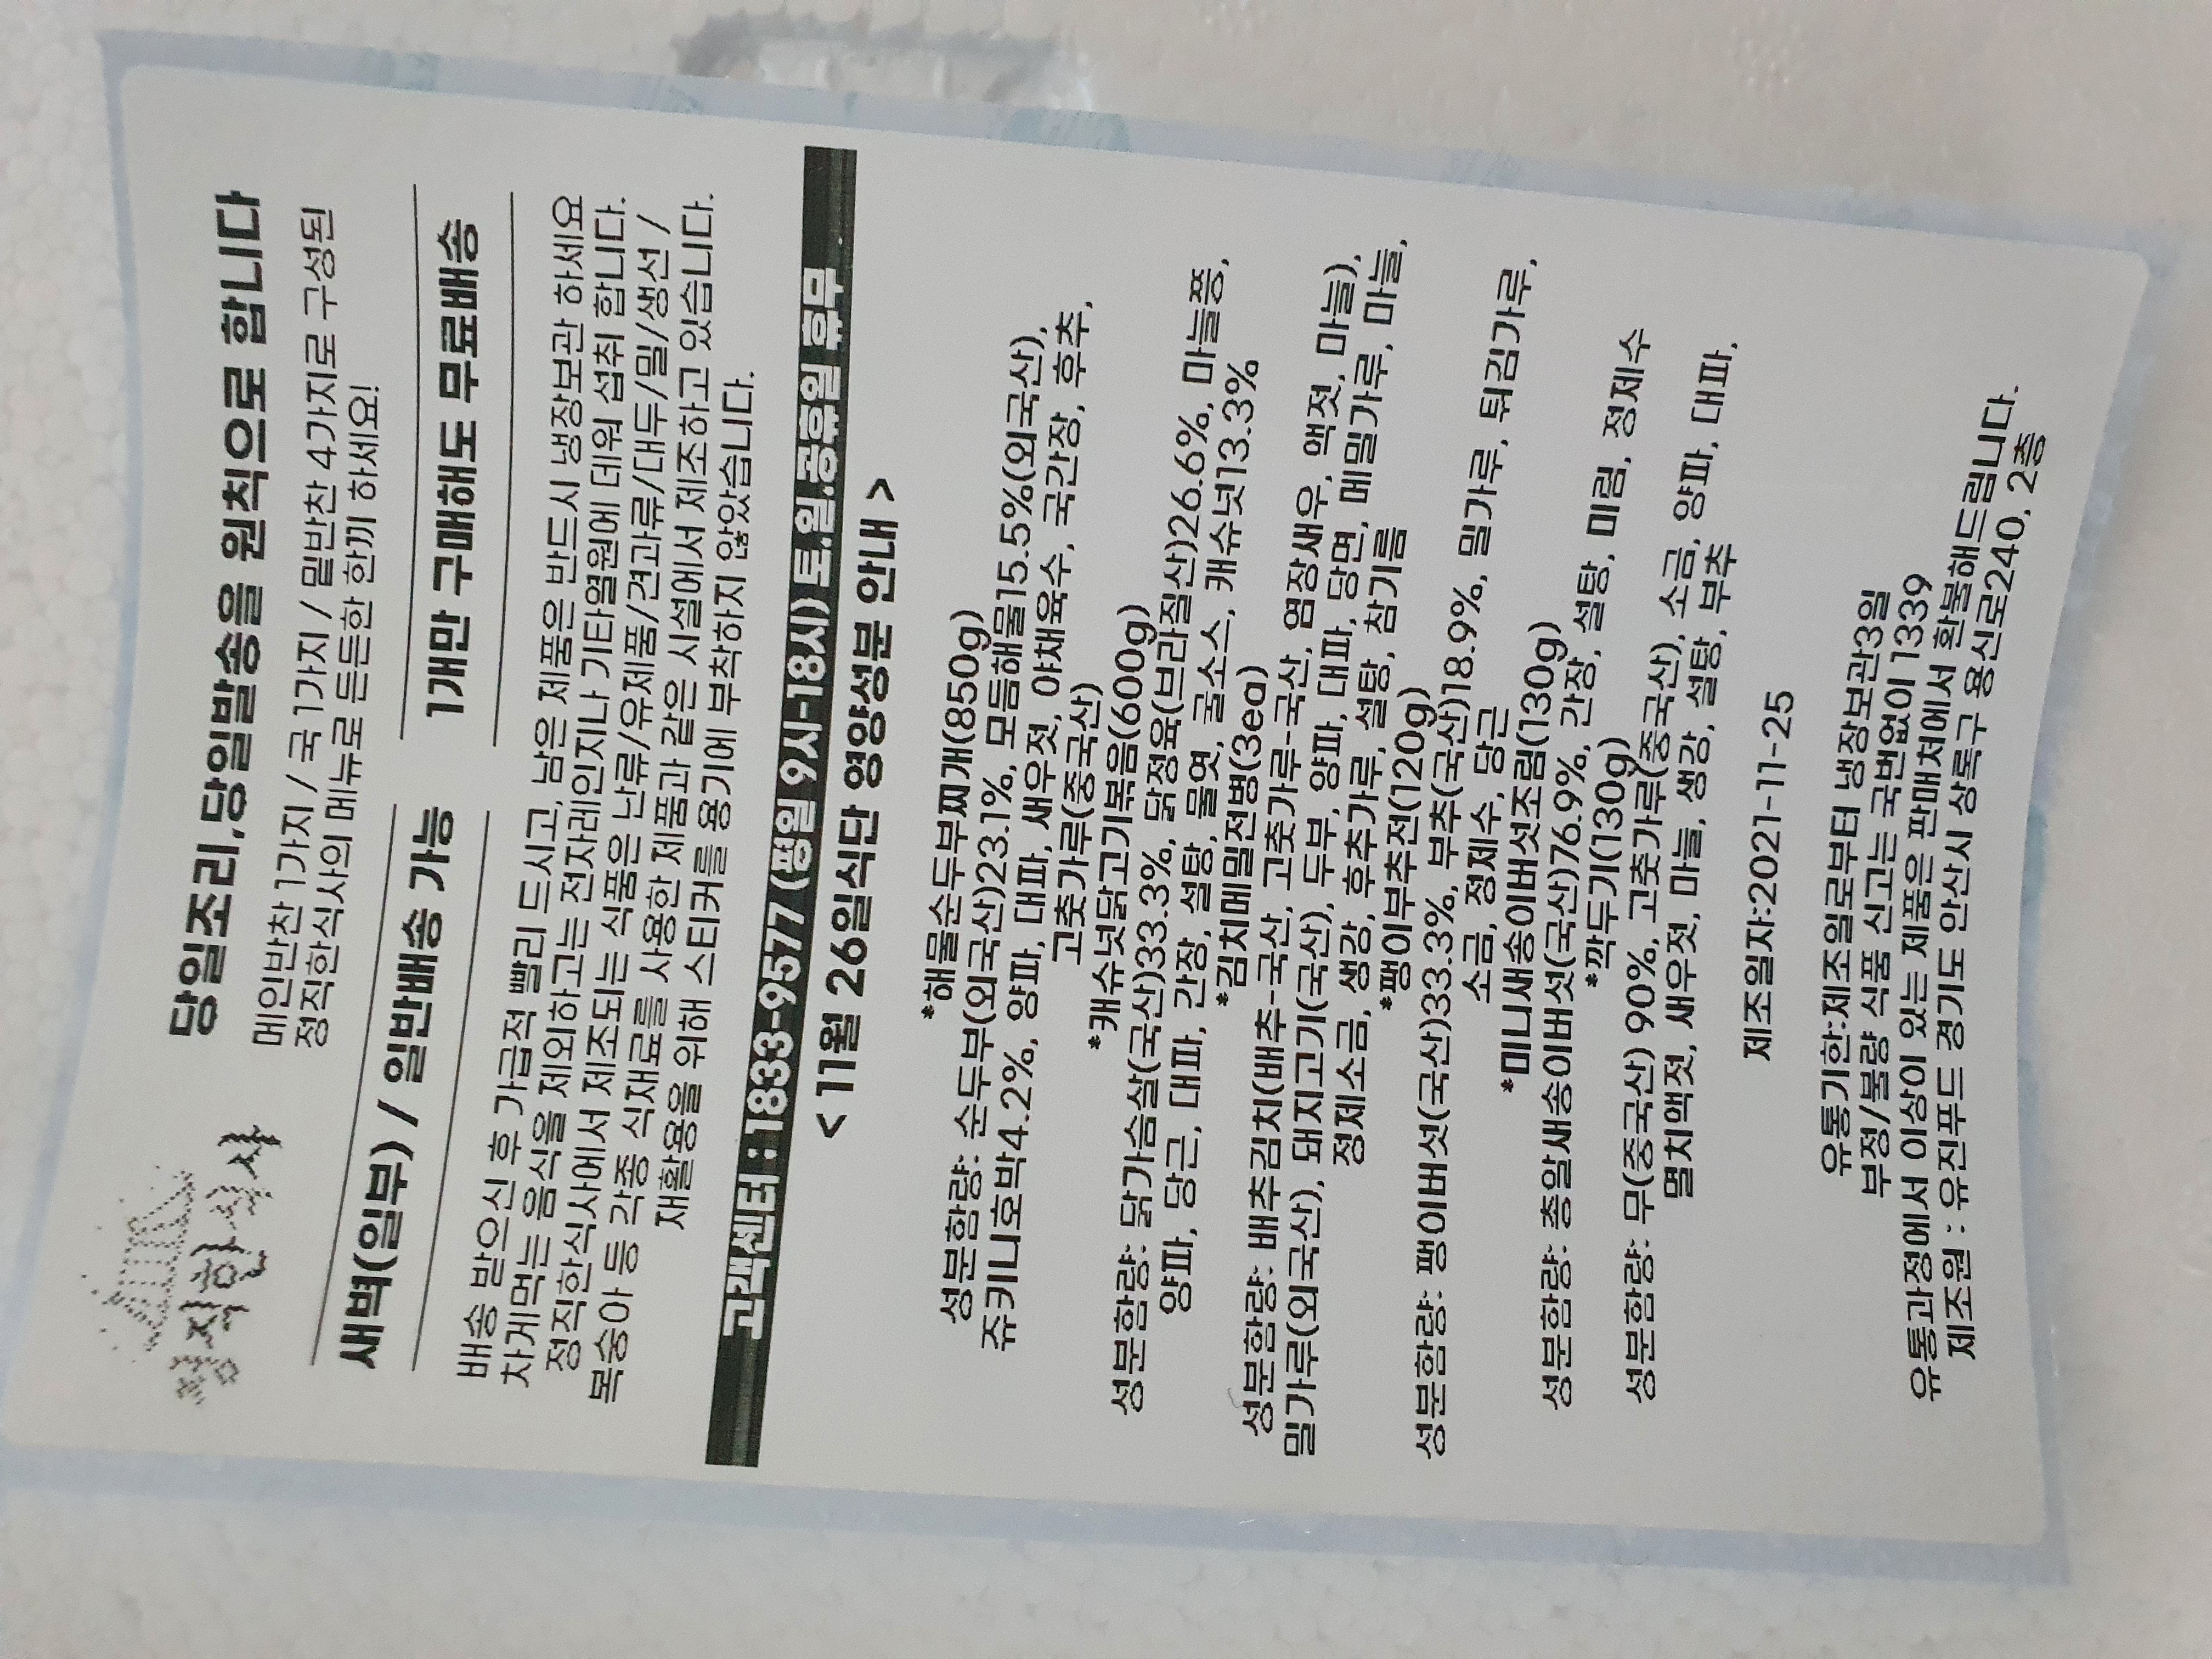 정직한식사
당일조리,당일발송을 원칙으로 합니다
메인반찬 1가지 / 국 1가지 / 밑반찬 4가지로 구성된
정직한식사의 메뉴로 든든한 한끼 하세요!
새벽(일부) / 일반배송 가능
1개만 구매해도 무료배송
배송 받으신 후 가급적 빨리 드시고, 남은 제품은 반드시 냉장보관 하세요
차게먹는 음식을 제외하고는 전자레인지나 기타열원에 데워 섭취 합니다.
정직한식사에서 제조되는 식품은 난류/유제품/견과류/대두/밀/생선 /
복숭아 등 각종 식재료를 사용한 제품과 같은 시설에서 제조하고 있습니다.
재활용을 위해 스티커를 용기에 부착하지 않았습니다.
고객센터 : 1833-9577 (평일 9시-18시) 토.일.공휴일 휴무
< 11월 26일식단 영양성분 안내 >
*해물순두부찌개(850g)
성분함량: 순두부(외국산)23.1%, 모듬해물15.5%(외국산),
쥬키니호박4.2%, 양파, 대파, 새우젓, 야채육수, 국간장, 후추,
고춧가루(중국산)
*캐슈넛닭고기볶음(600g)
성분함량: 닭가슴살(국산)33.3%, 닭정육(브라질산)26.6%, 마늘쫑,
양파, 당근, 대파, 간장, 설탕, 물엿, 굴소스, 캐슈넛13.3%
*김치메밀전병(3ea)
성분함량: 배추김치(배추-국산, 고춧가루-국산, 염장새우, 액젓, 마늘),
밀가루(외국산), 돼지고기(국산), 두부, 양파, 대파, 당면, 메밀가루, 마늘,
정제소금, 생강, 후추가루, 설탕, 참기름
*팽이부추전(120g)
성분함량: 팽이버섯(국산)33.3%, 부추(국산)18.9%, 밀가루, 튀김가루,
소금, 정제수, 당근
*미니새송이버섯조림(130g)
성분함량: 총알새송이버섯(국산)76.9%, 간장, 설탕, 미림, 정제수
*깍두기(130g)
성분함량: 무(중국산) 90%, 고춧가루(중국산), 소금, 양파, 대파,
멸치액젓, 새우젓, 마늘, 생강, 설탕, 부추
제조일자:2021-11-25
유통기한:제조일로부터 냉장보관3일
부정/불량 식품 신고는 국번없이 1339
유통과정에서 이상이 있는 제품은 판매처에서 환불해드립니다.
제조원 : 유진푸드 경기도 안산시 상록구 용신로240, 2층